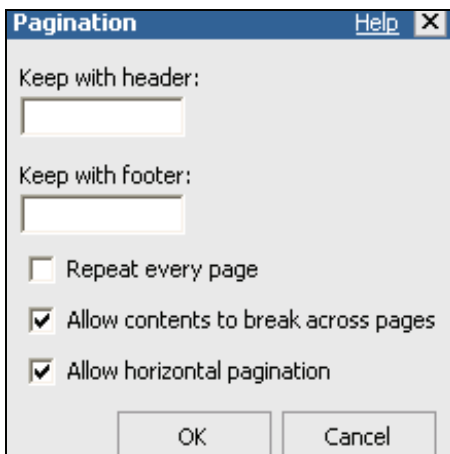 Pagination Help X
Keep with header:
Keep with footer:
Repeat every page
Allow contents to break across pages
Allow horizontal pagination
OK Cancel